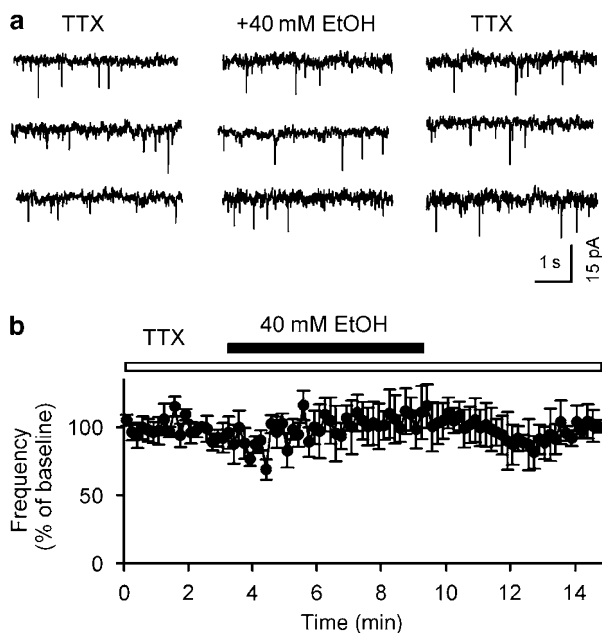 a
TTX +40 mM EtOH TTX
1 s
15 pA
b
TTX 40 mM EtOH
Frequency
(% of baseline)
100
50
0
0 2 4 6 8 10 12 14
Time (min)